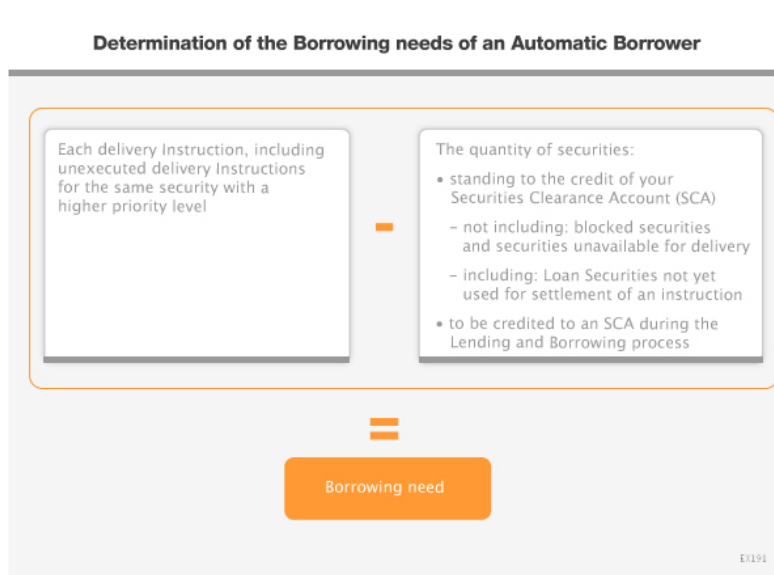 Determination of the Borrowing needs of an Automatic Borrower
Each delivery Instruction, including
unexecuted delivery Instructions
for the same security with a
higher priority level
-
The quantity of securities:
• standing to the credit of your
Securities Clearance Account (SCA)
– not including: blocked securities
and securities unavailable for delivery
– including: Loan Securities not yet
used for settlement of an instruction
• to be credited to an SCA during the
Lending and Borrowing process
=
Borrowing need
EX191